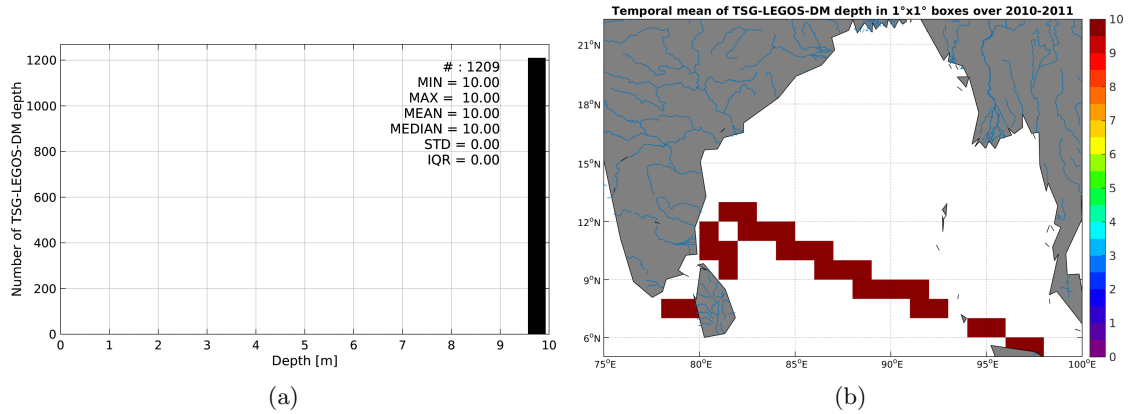 Number of TSG-LEGOS-DM depth
1200
1000
800
600
400
200
0
# : 1209
MIN = 10.00
MAX = 10.00
MEAN = 10.00
MEDIAN = 10.00
STD = 0.00
IQR = 0.00
0 1 2 3 4 5 6 7 8 9 10
Depth [m]
(a)
Temporal mean of TSG-LEGOS-DM depth in 1°x1° boxes over 2010-2011
21°N
18°N
15°N
12°N
9°N
6°N
75°E 80°E 85°E 90°E 95°E 100°E
10
9
8
7
6
5
4
3
2
1
0
(b)